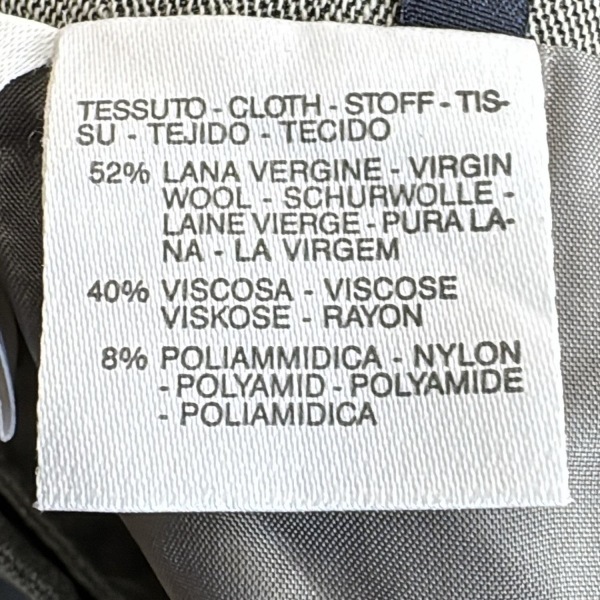 TESSUTO - CLOTH - STOFF - TIS-
SU - TEJIDO - TECIDO
52% LANA VERGINE - VIRGIN
WOOL - SCHURWOLLE -
LAINE VIERGE - PURA LA-
NA - LA VIRGEM
40% VISCOSA - VISCOSE
VISKOSE - RAYON
8% POLIAMMIDICA - NYLON
- POLYAMID - POLYAMIDE
- POLIAMIDICA